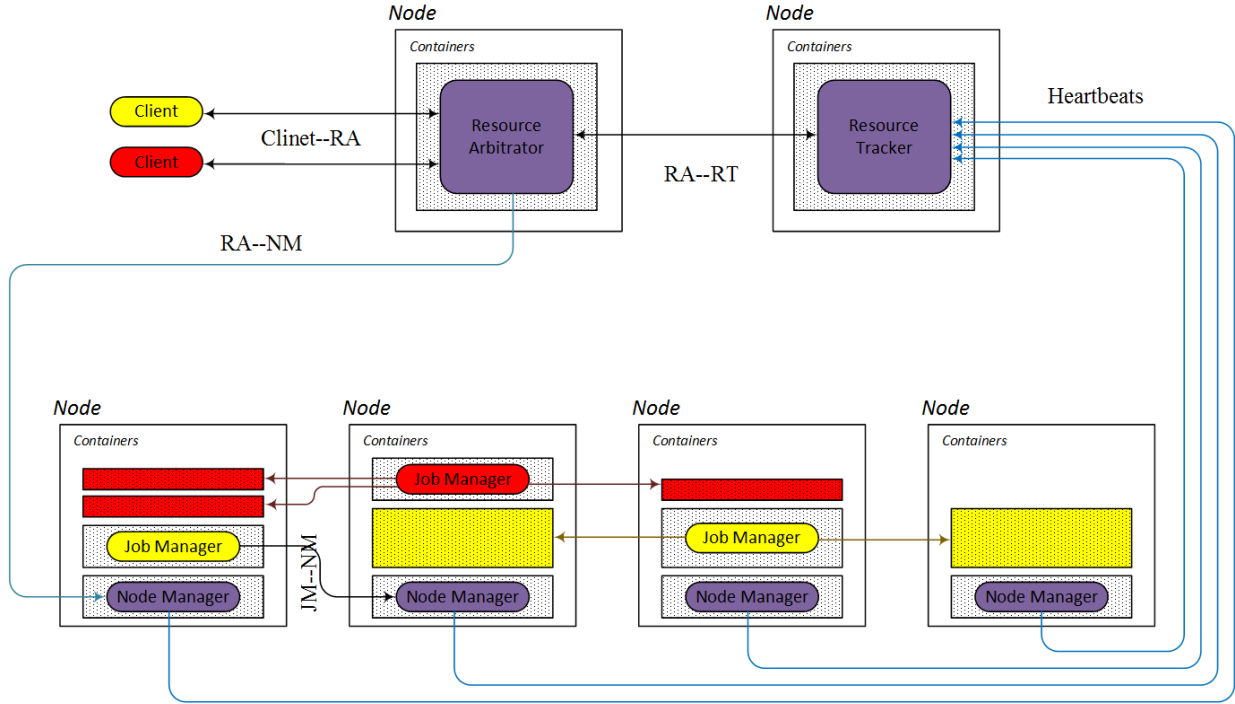 Node
Node
Containers
Containers
Client
Clinet--RA
Client
Resource
Arbitrator
RA--RT
Resource
Tracker
Heartbeats
RA--NM
Node
Node
Node
Node
Containers
Containers
Containers
Containers
Job Manager
Job Manager
Job Manager
JM--NM
Node Manager
Node Manager
Node Manager
Node Manager